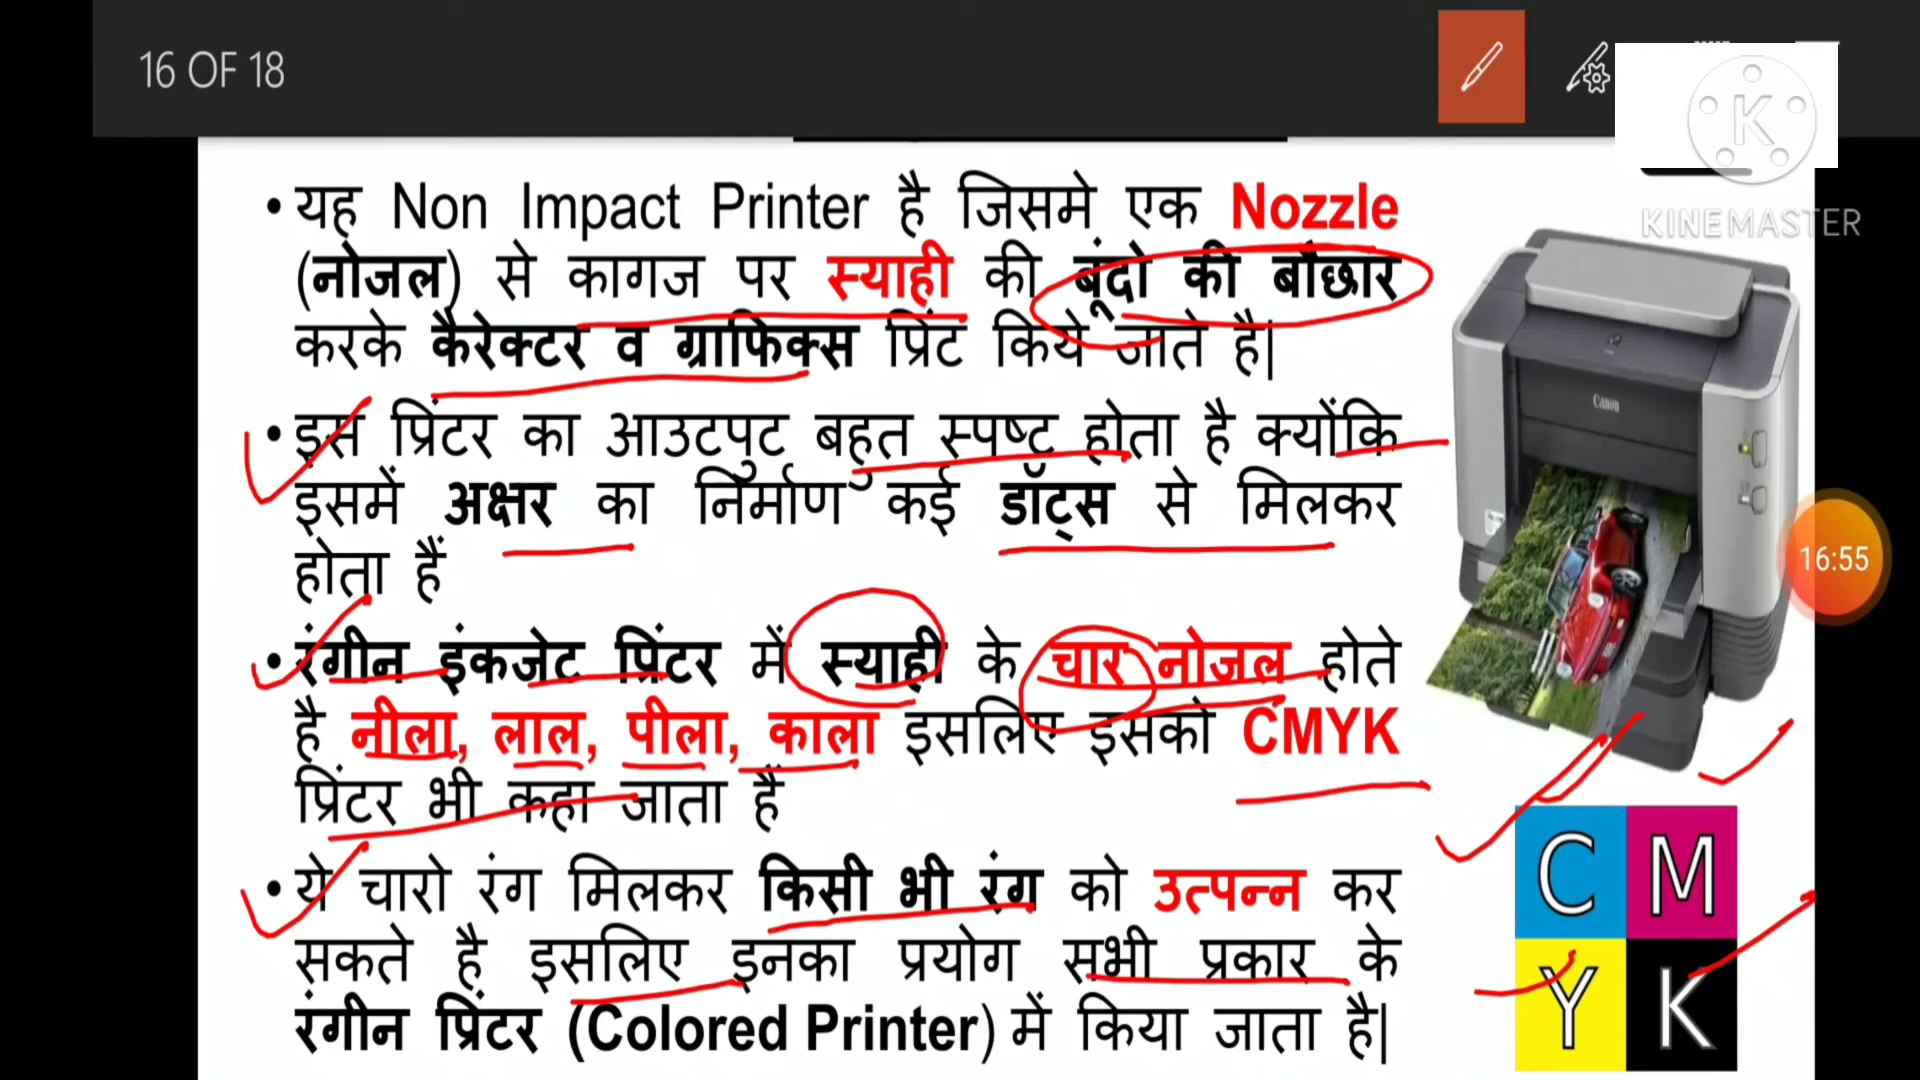 16 OF 18
K
KINEMASTER
• यह Non Impact Printer है जिसमे एक Nozzle
(नोजल) से कागज पर स्याही की बूंदो की बौछार
करके कैरेक्टर व ग्राफिक्स प्रिंट किये जाते है|
• इस प्रिंटर का आउटपुट बहुत स्पष्ट होता है क्योंकि
इसमें अक्षर का निर्माण कई डॉट्स से मिलकर
होता हैं
• रंगीन इंकजेट प्रिंटर में स्याही के चार नोजल होते
है नीला, लाल, पीला, काला इसलिए इसको CMYK
प्रिंटर भी कहा जाता हैं
• ये चारो रंग मिलकर किसी भी रंग को उत्पन्न कर
सकते है इसलिए इनका प्रयोग सभी प्रकार के
रंगीन प्रिंटर (Colored Printer) में किया जाता है|
Canon
16:55
C M
Y K